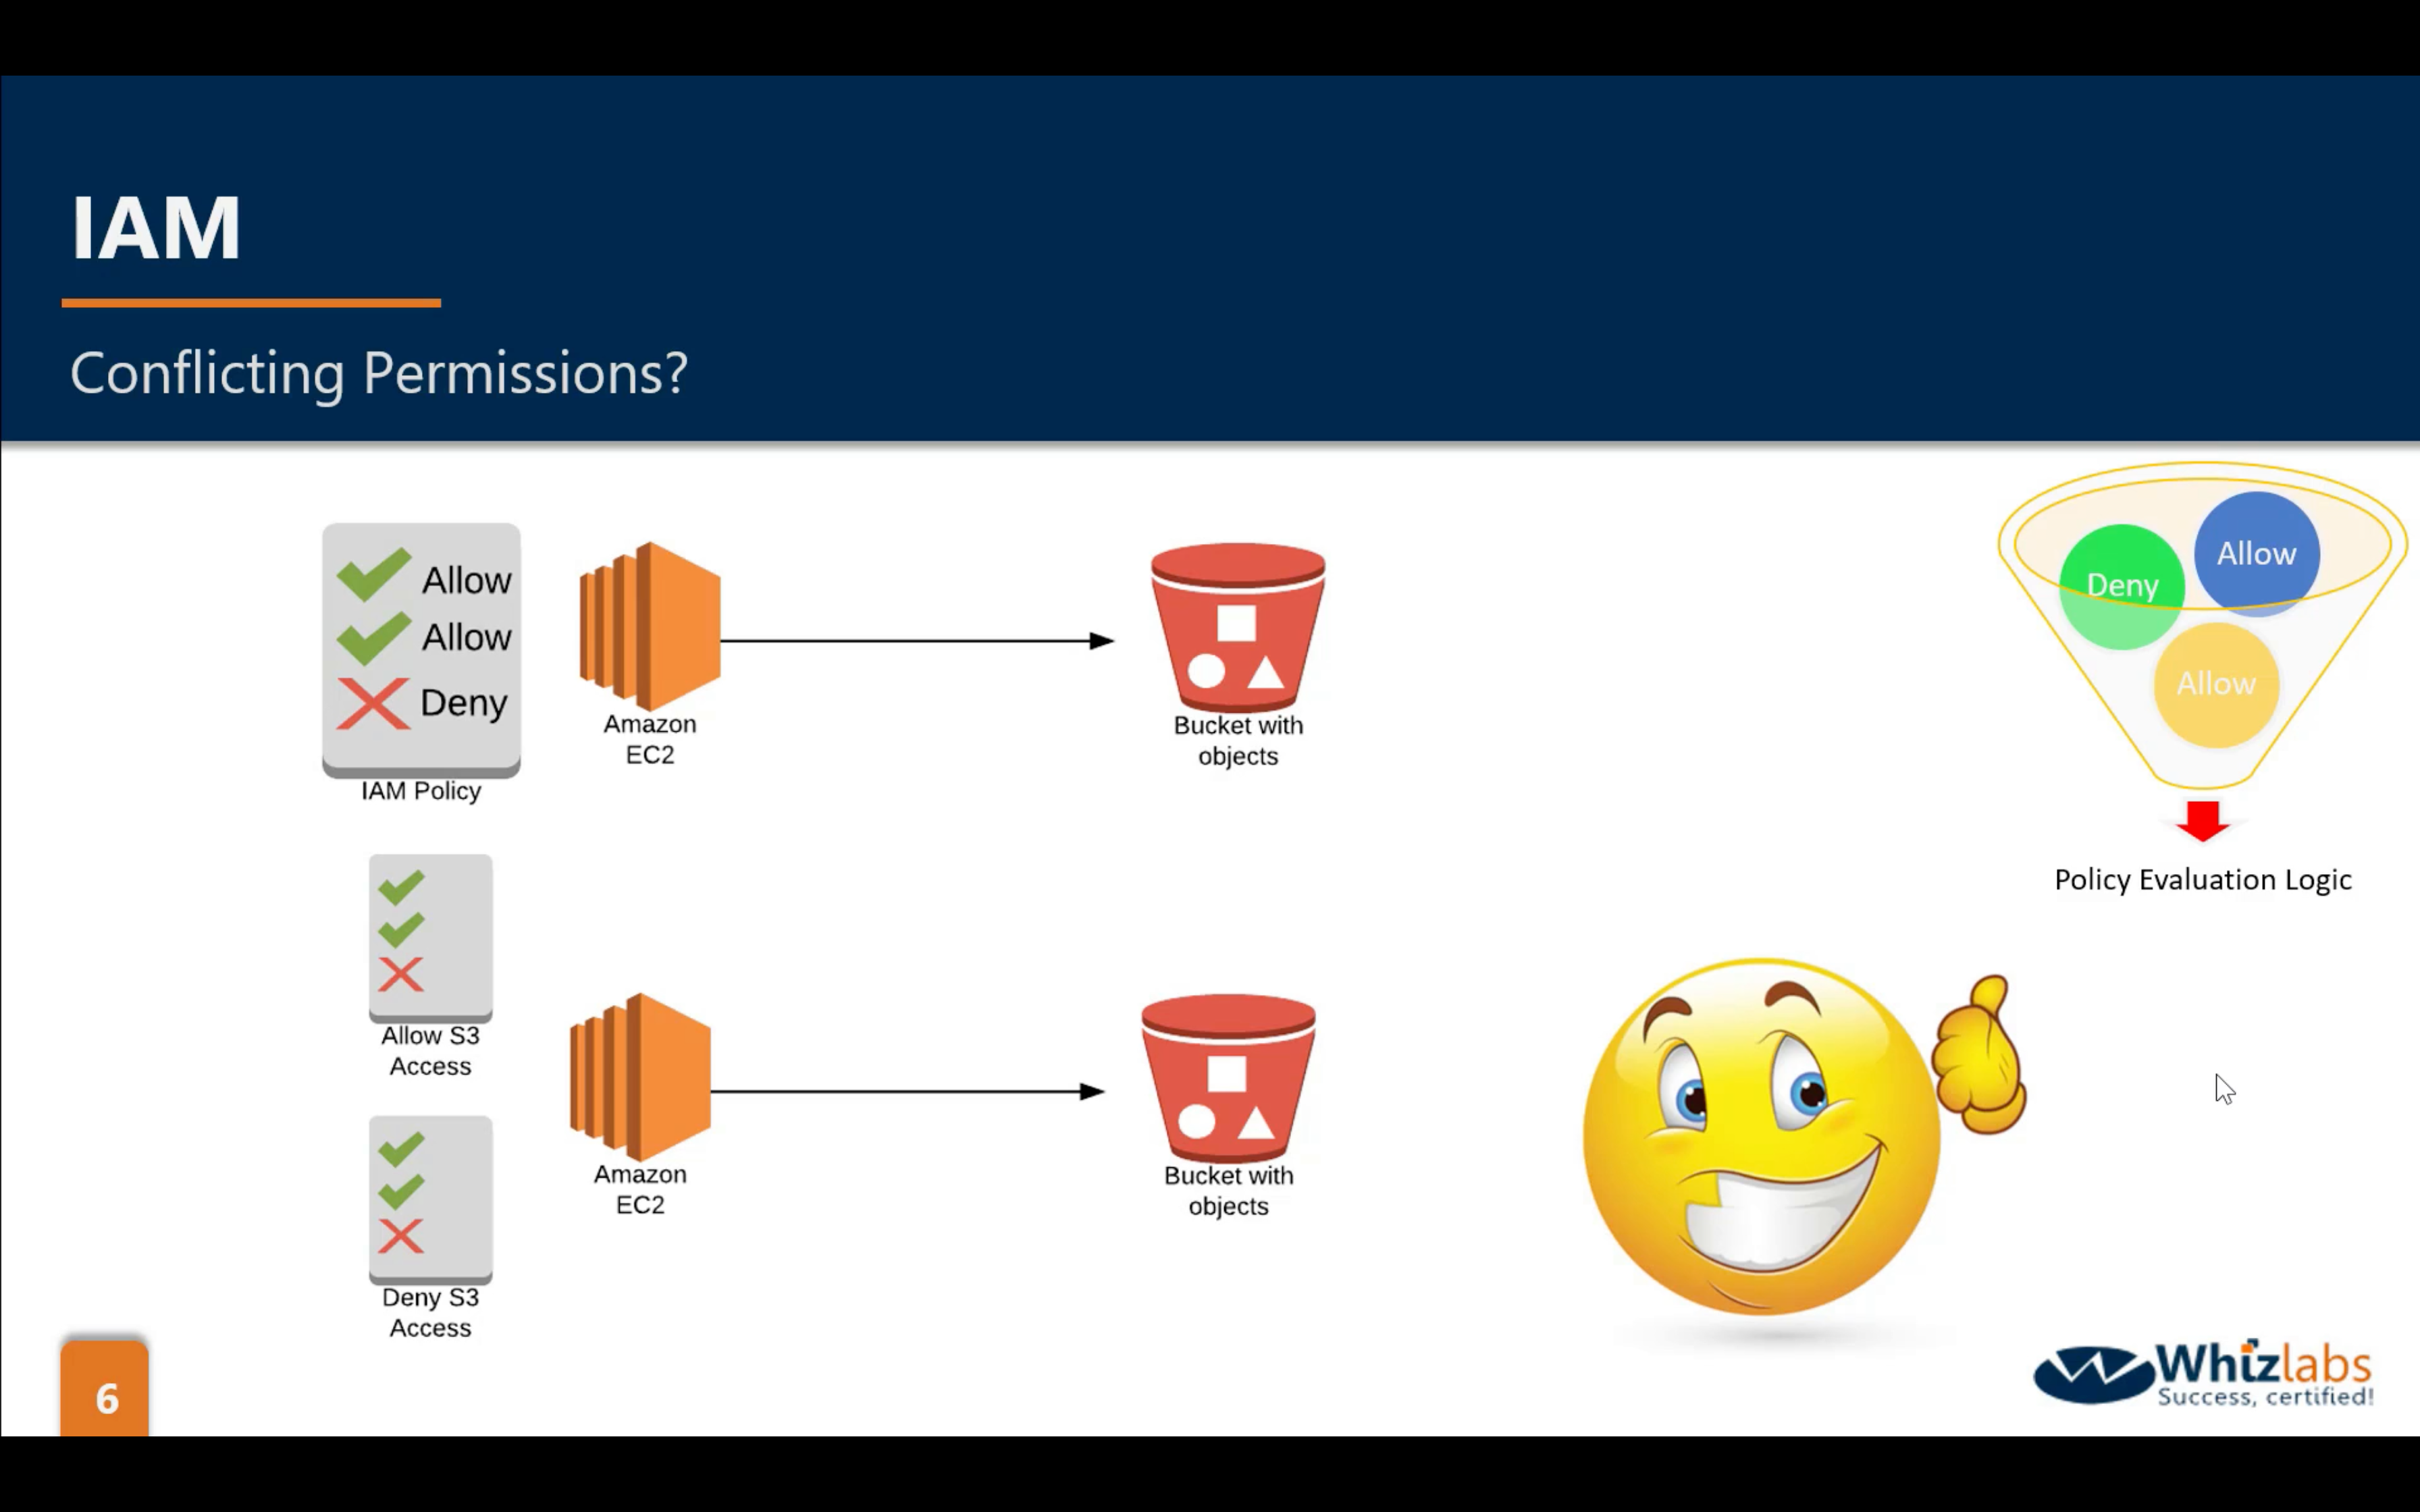 IAM
Conflicting Permissions?
Allow
Allow
Deny
IAM Policy
Amazon
EC2
Bucket with
objects
Deny
Allow
Allow
Policy Evaluation Logic
Allow S3
Access
Deny S3
Access
Amazon
EC2
Bucket with
objects
6
Whizlabs
Success, certified!